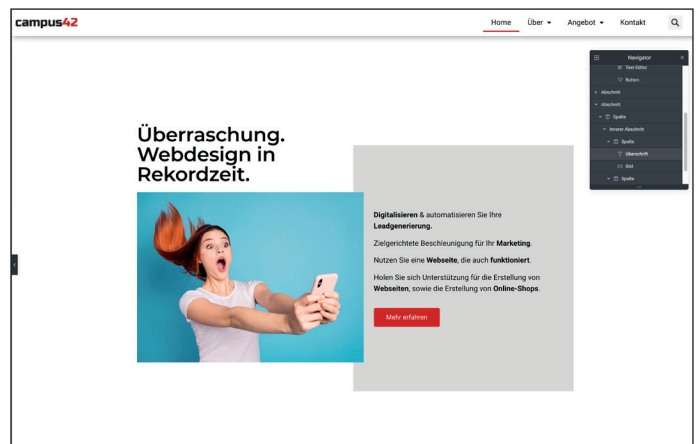 campus42
Home Über Angebot Kontakt
Navigator
Text-Editor
Button
Abschnitt
Abschnitt
Spalte
Innerer Abschnitt
Spalte
Überschrift
Bild
Spalte
Überraschung.
Webdesign in
Rekordzeit.
Digitalisieren & automatisieren Sie Ihre
Leadgenerierung.
Zielgerichtete Beschleunigung für Ihr Marketing.
Nutzen Sie eine Webseite, die auch funktioniert.
Holen Sie sich Unterstützung für die Erstellung von
Webseiten, sowie die Erstellung von Online-Shops.
Mehr erfahren